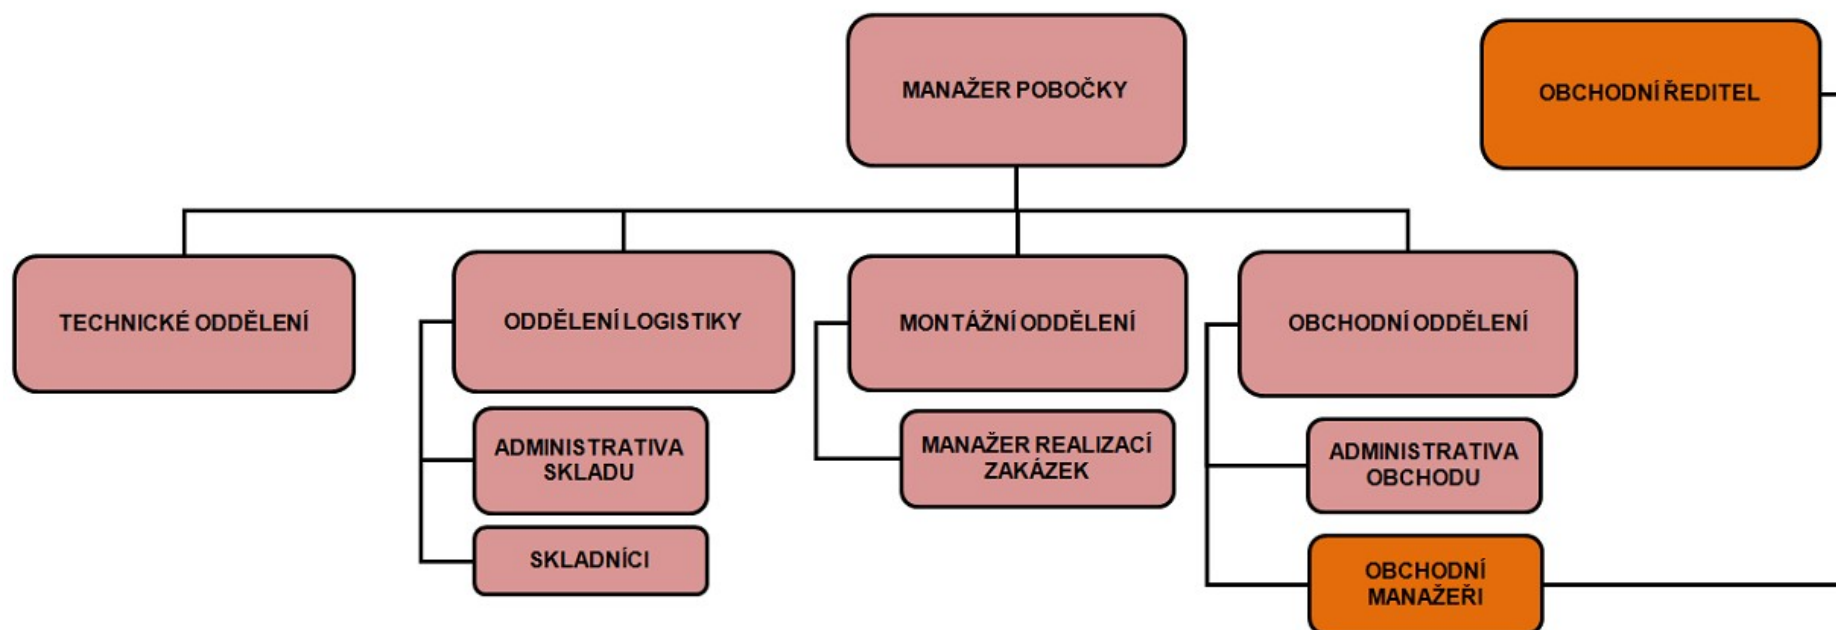 MANAŽER POBOČKY
OBCHODNÍ ŘEDITEL
TECHNICKÉ ODDĚLENÍ
ODDĚLENÍ LOGISTIKY
MONTÁŽNÍ ODDĚLENÍ
OBCHODNÍ ODDĚLENÍ
ADMINISTRATIVA
SKLADU
MANAŽER REALIZACÍ
ZAKÁZEK
ADMINISTRATIVA
OBCHODU
SKLADNÍCI
OBCHODNÍ
MANAŽEŘI